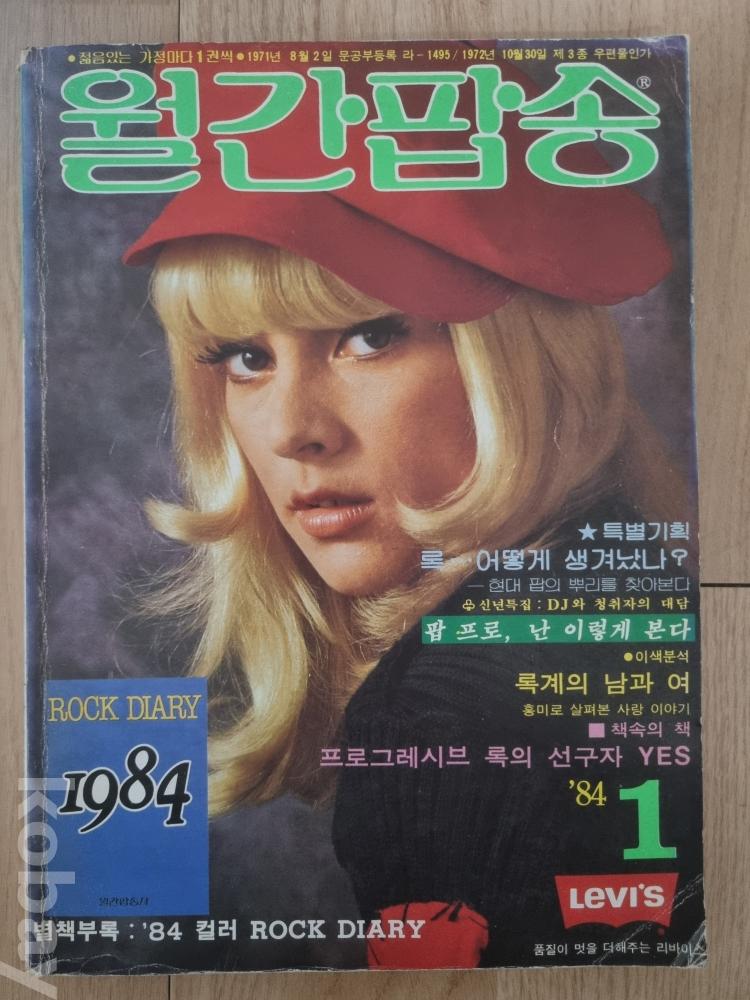 ● 젊음있는 가정마다 1권씩 ● 1971년 8월 2일 문공부등록 라-1495/1972년 10월30일 제3종 우편물인가
월간팝송®
★특별기획
록…어떻게 생겨났나?
─현대 팝의 뿌리를 찾아본다
신년특집 : DJ와 청취자의 대담
팝 프로, 난 이렇게 본다
●이색분석
록계의 남과 여
흥미로 살펴본 사랑 이야기
■ 책속의 책
프로그레시브 록의 선구자 YES
'84 1
ROCK DIARY
1984
월간팝송사
LEVI'S
별책부록 : '84 컬러 ROCK DIARY
품질이 멋을 더해주는 리바이스
kobay